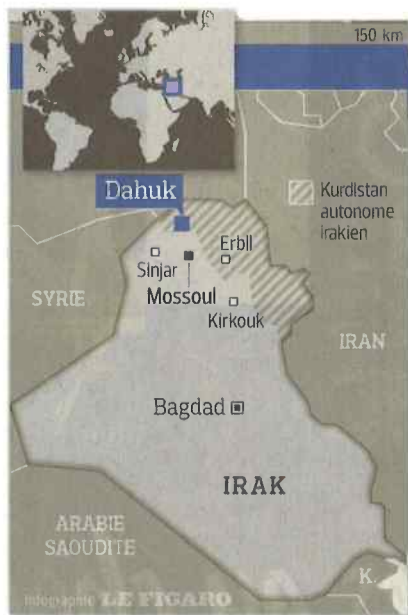 150 km
Dahuk
Kurdistan
autonome
irakien
Erbil
Sinjar
Mossoul
Kirkouk
SYRIE
IRAN
Bagdad
IRAK
ARABIE
SAOUDITE
K.
Infographie LE FIGARO